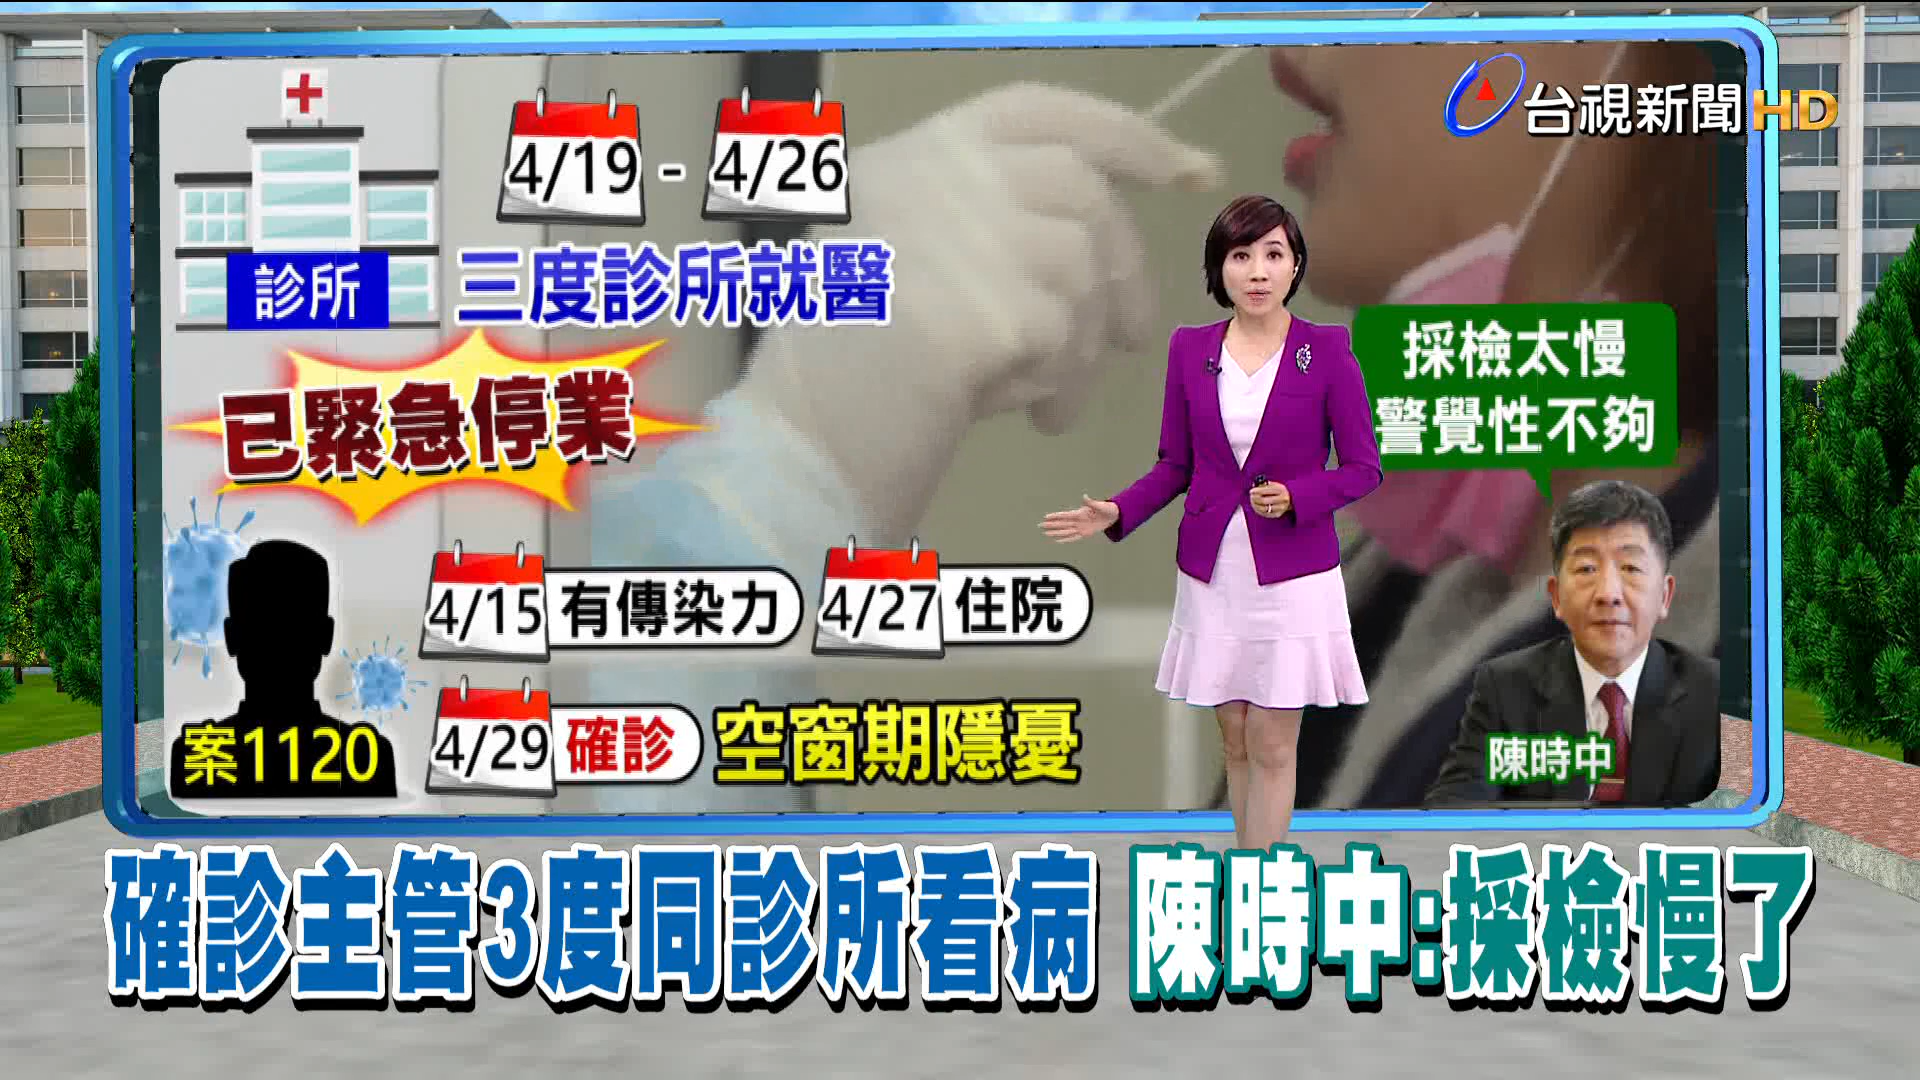 台視新聞HD
4/19 - 4/26
診所
三度診所就醫
已緊急停業
採檢太慢
警覺性不夠
4/15 有傳染力
4/27 住院
案1120
4/29 確診
空窗期隱憂
陳時中
確診主管3度同診所看病 陳時中:採檢慢了